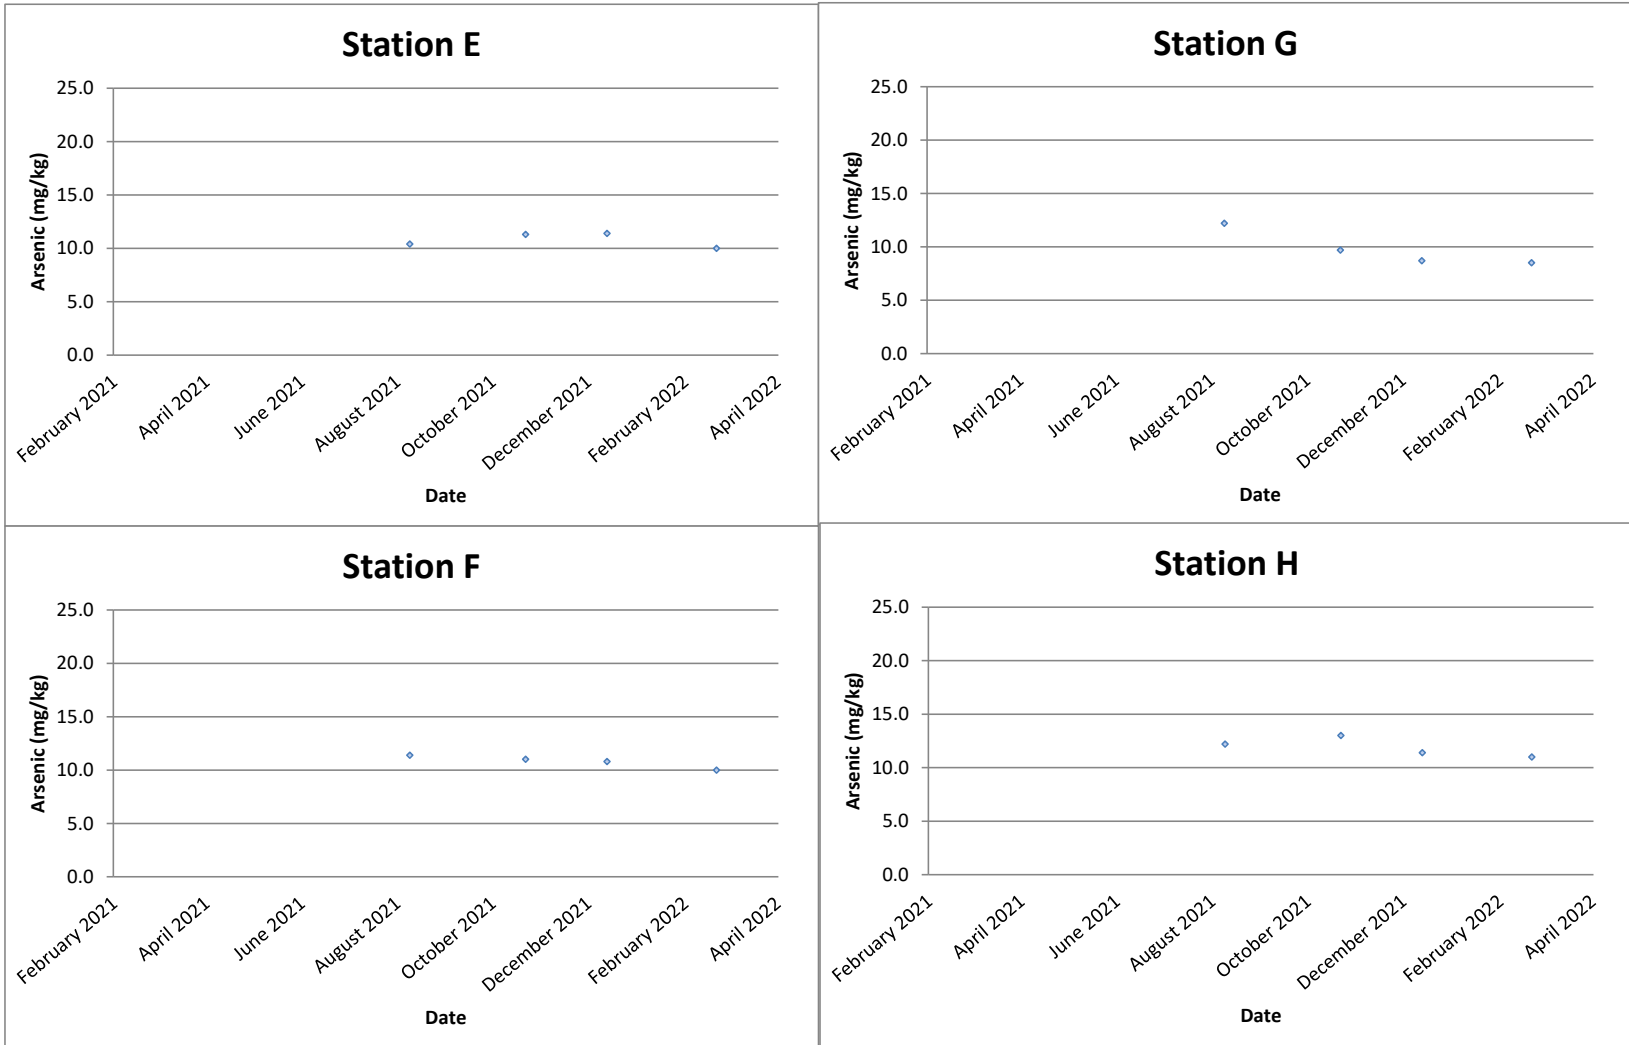 Station E
25.0
20.0
15.0
10.0
5.0
0.0
Arsenic (mg/kg)
February 2021
April 2021
June 2021
August 2021
October 2021
December 2021
February 2022
April 2022
Date
Station G
25.0
20.0
15.0
10.0
5.0
0.0
Arsenic (mg/kg)
February 2021
April 2021
June 2021
August 2021
October 2021
December 2021
February 2022
April 2022
Date
Station F
25.0
20.0
15.0
10.0
5.0
0.0
Arsenic (mg/kg)
February 2021
April 2021
June 2021
August 2021
October 2021
December 2021
February 2022
April 2022
Date
Station H
25.0
20.0
15.0
10.0
5.0
0.0
Arsenic (mg/kg)
February 2021
April 2021
June 2021
August 2021
October 2021
December 2021
February 2022
April 2022
Date